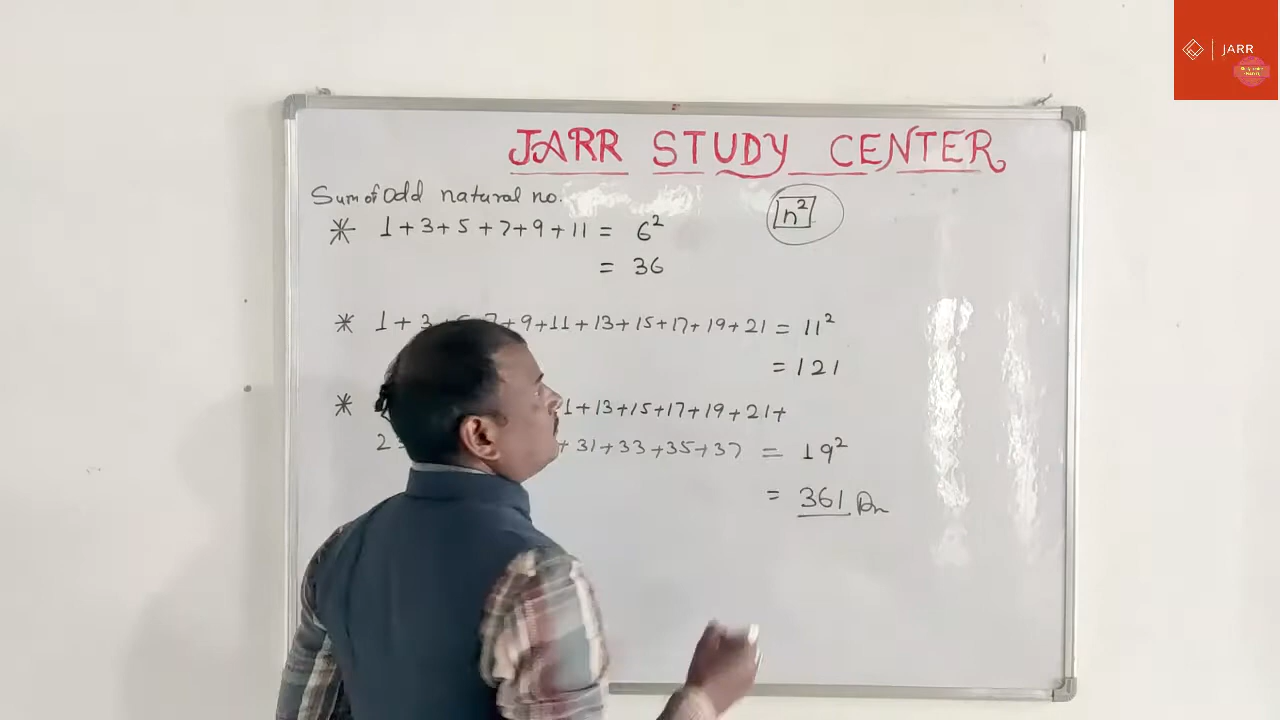 JARR
JARR STUDY CENTER
Sum of odd natural no.
n²
* 1+3+5+7+9+11 = 6²
= 36
* 1+3+5+7+9+11+13+15+17+19+21 = 11²
= 121
* 1+13+15+17+19+21+
2 +31+33+35+37 = 19²
= 361